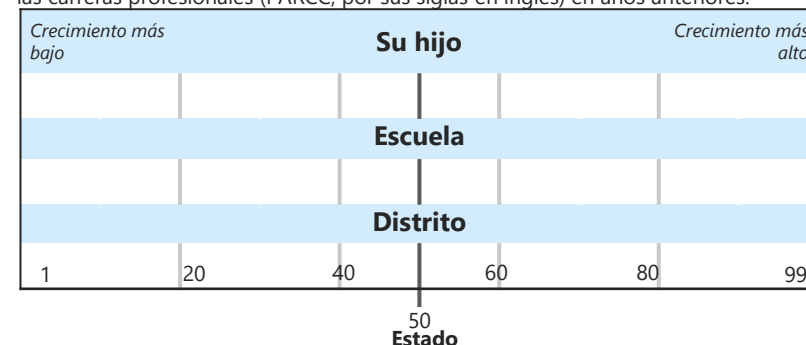 las carreras profesionales (PARCC, por sus siglas en inglés) en años anteriores.
Crecimiento más
bajo
Su hijo
Crecimiento más
alto
Escuela
Distrito
1 20 40 60 80 99
50
Estado